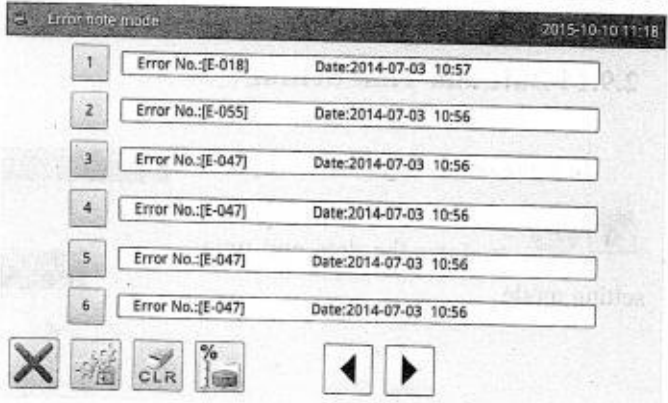 Error note mode 2015-10-10 11:18
1 Error No.:[E-018] Date:2014-07-03 10:57
2 Error No.:[E-055] Date:2014-07-03 10:56
3 Error No.:[E-047] Date:2014-07-03 10:56
4 Error No.:[E-047] Date:2014-07-03 10:56
5 Error No.:[E-047] Date:2014-07-03 10:56
6 Error No.:[E-047] Date:2014-07-03 10:56
%
CLR
setting mode